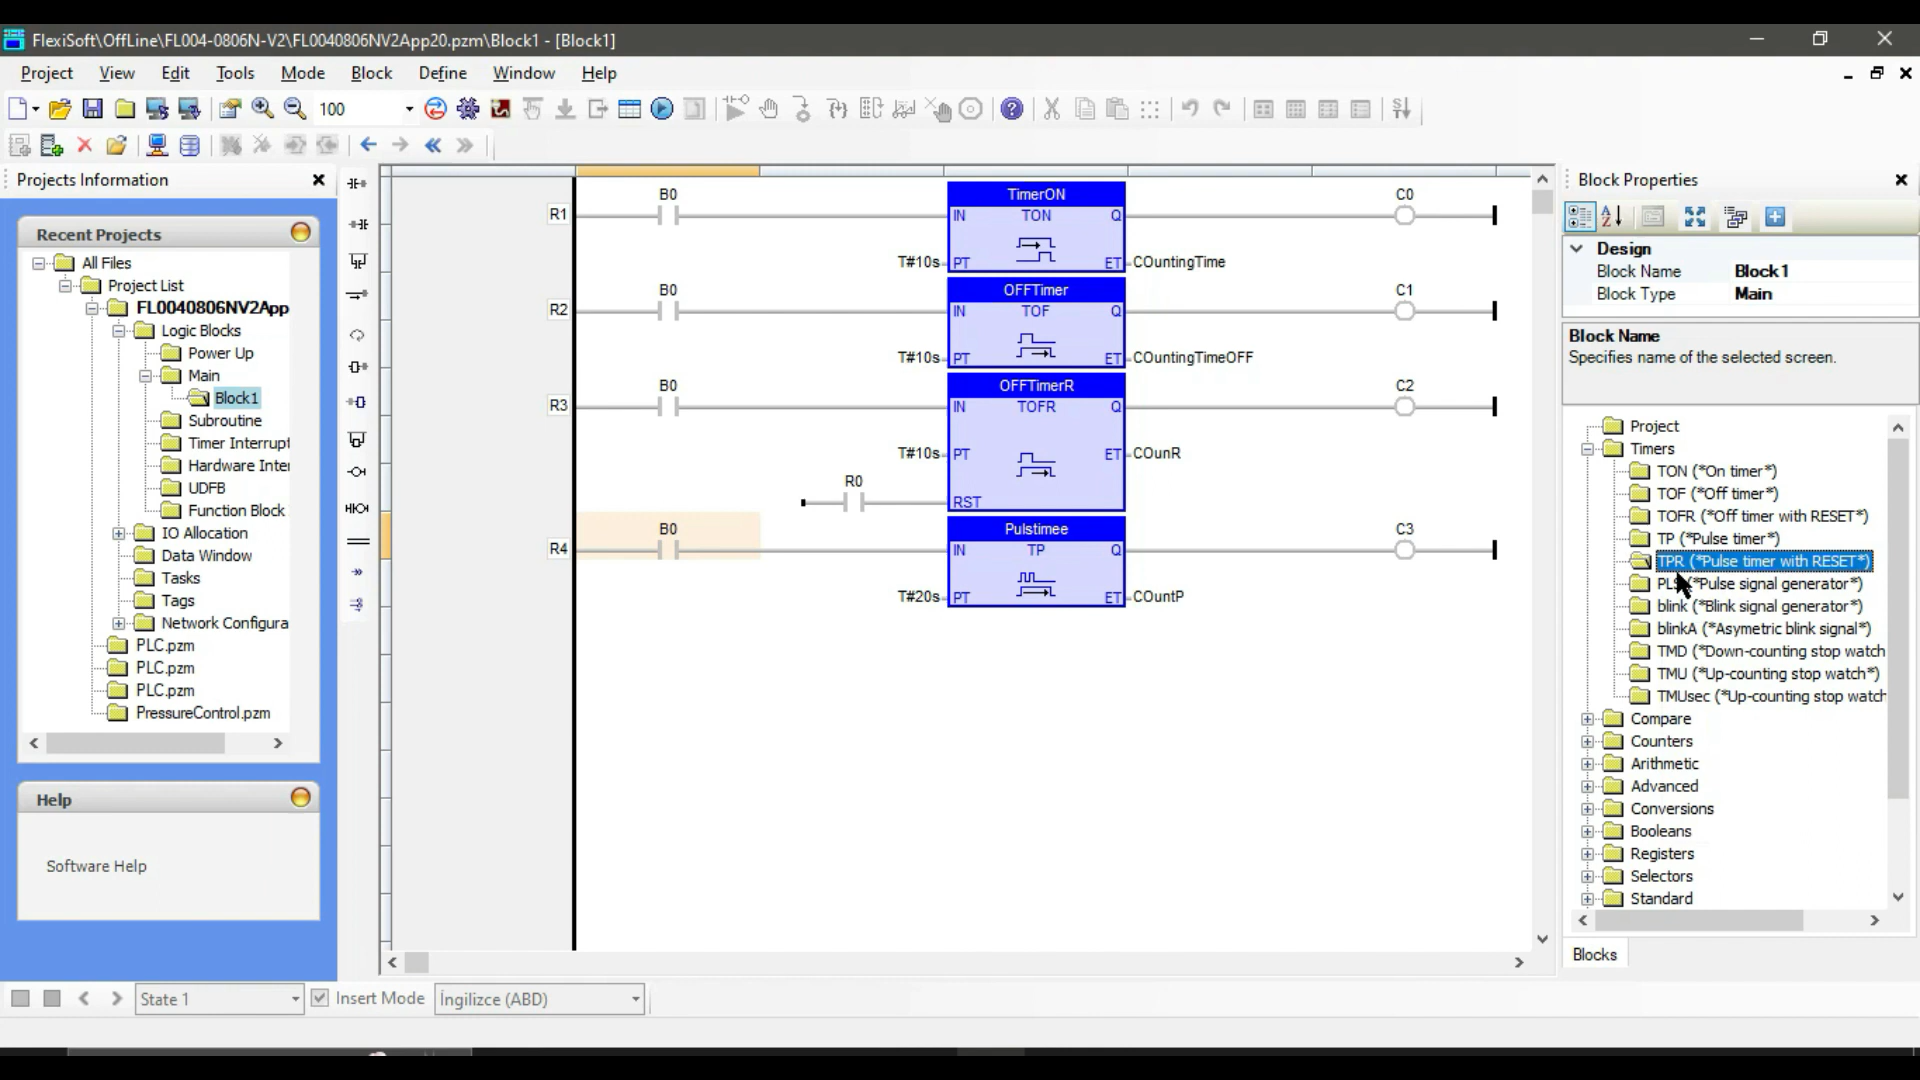 FlexiSoft\OffLine\FL004-0806N-V2\FL0040806NV2App20.pzm\Block1 - [Block1]
Project View Edit Tools Mode Block Define Window Help
100
Projects Information
Recent Projects
All Files
Project List
FL0040806NV2App
Logic Blocks
Power Up
Main
Block1
Subroutine
Timer Interrupt
Hardware Inte
UDFB
Function Block
IO Allocation
Data Window
Tasks
Tags
Network Configura
PLC.pzm
PLC.pzm
PLC.pzm
PressureControl.pzm
Help
Software Help
R1
B0
TimerON
IN TON Q
C0
T#10s
PT ET
COuntingTime
R2
B0
OFFTimer
IN TOF Q
C1
T#10s
PT ET
COuntingTimeOFF
R3
B0
OFFTimerR
IN TOFR Q
C2
T#10s
PT ET
COunR
R0
RST
R4
B0
Pulstimee
IN TP Q
C3
T#20s
PT ET
COuntP
Block Properties
Design
Block Name Block1
Block Type Main
Block Name
Specifies name of the selected screen.
Project
Timers
TON (*On timer*)
TOF (*Off timer*)
TOFR (*Off timer with RESET*)
TP (*Pulse timer*)
TPR (*Pulse timer with RESET*)
PLS (*Pulse signal generator*)
blink (*Blink signal generator*)
blinkA (*Asymetric blink signal*)
TMD (*Down-counting stop watch
TMU (*Up-counting stop watch*)
TMUsec (*Up-counting stop watch
Compare
Counters
Arithmetic
Advanced
Conversions
Booleans
Registers
Selectors
Standard
Blocks
State 1
Insert Mode
İngilizce (ABD)